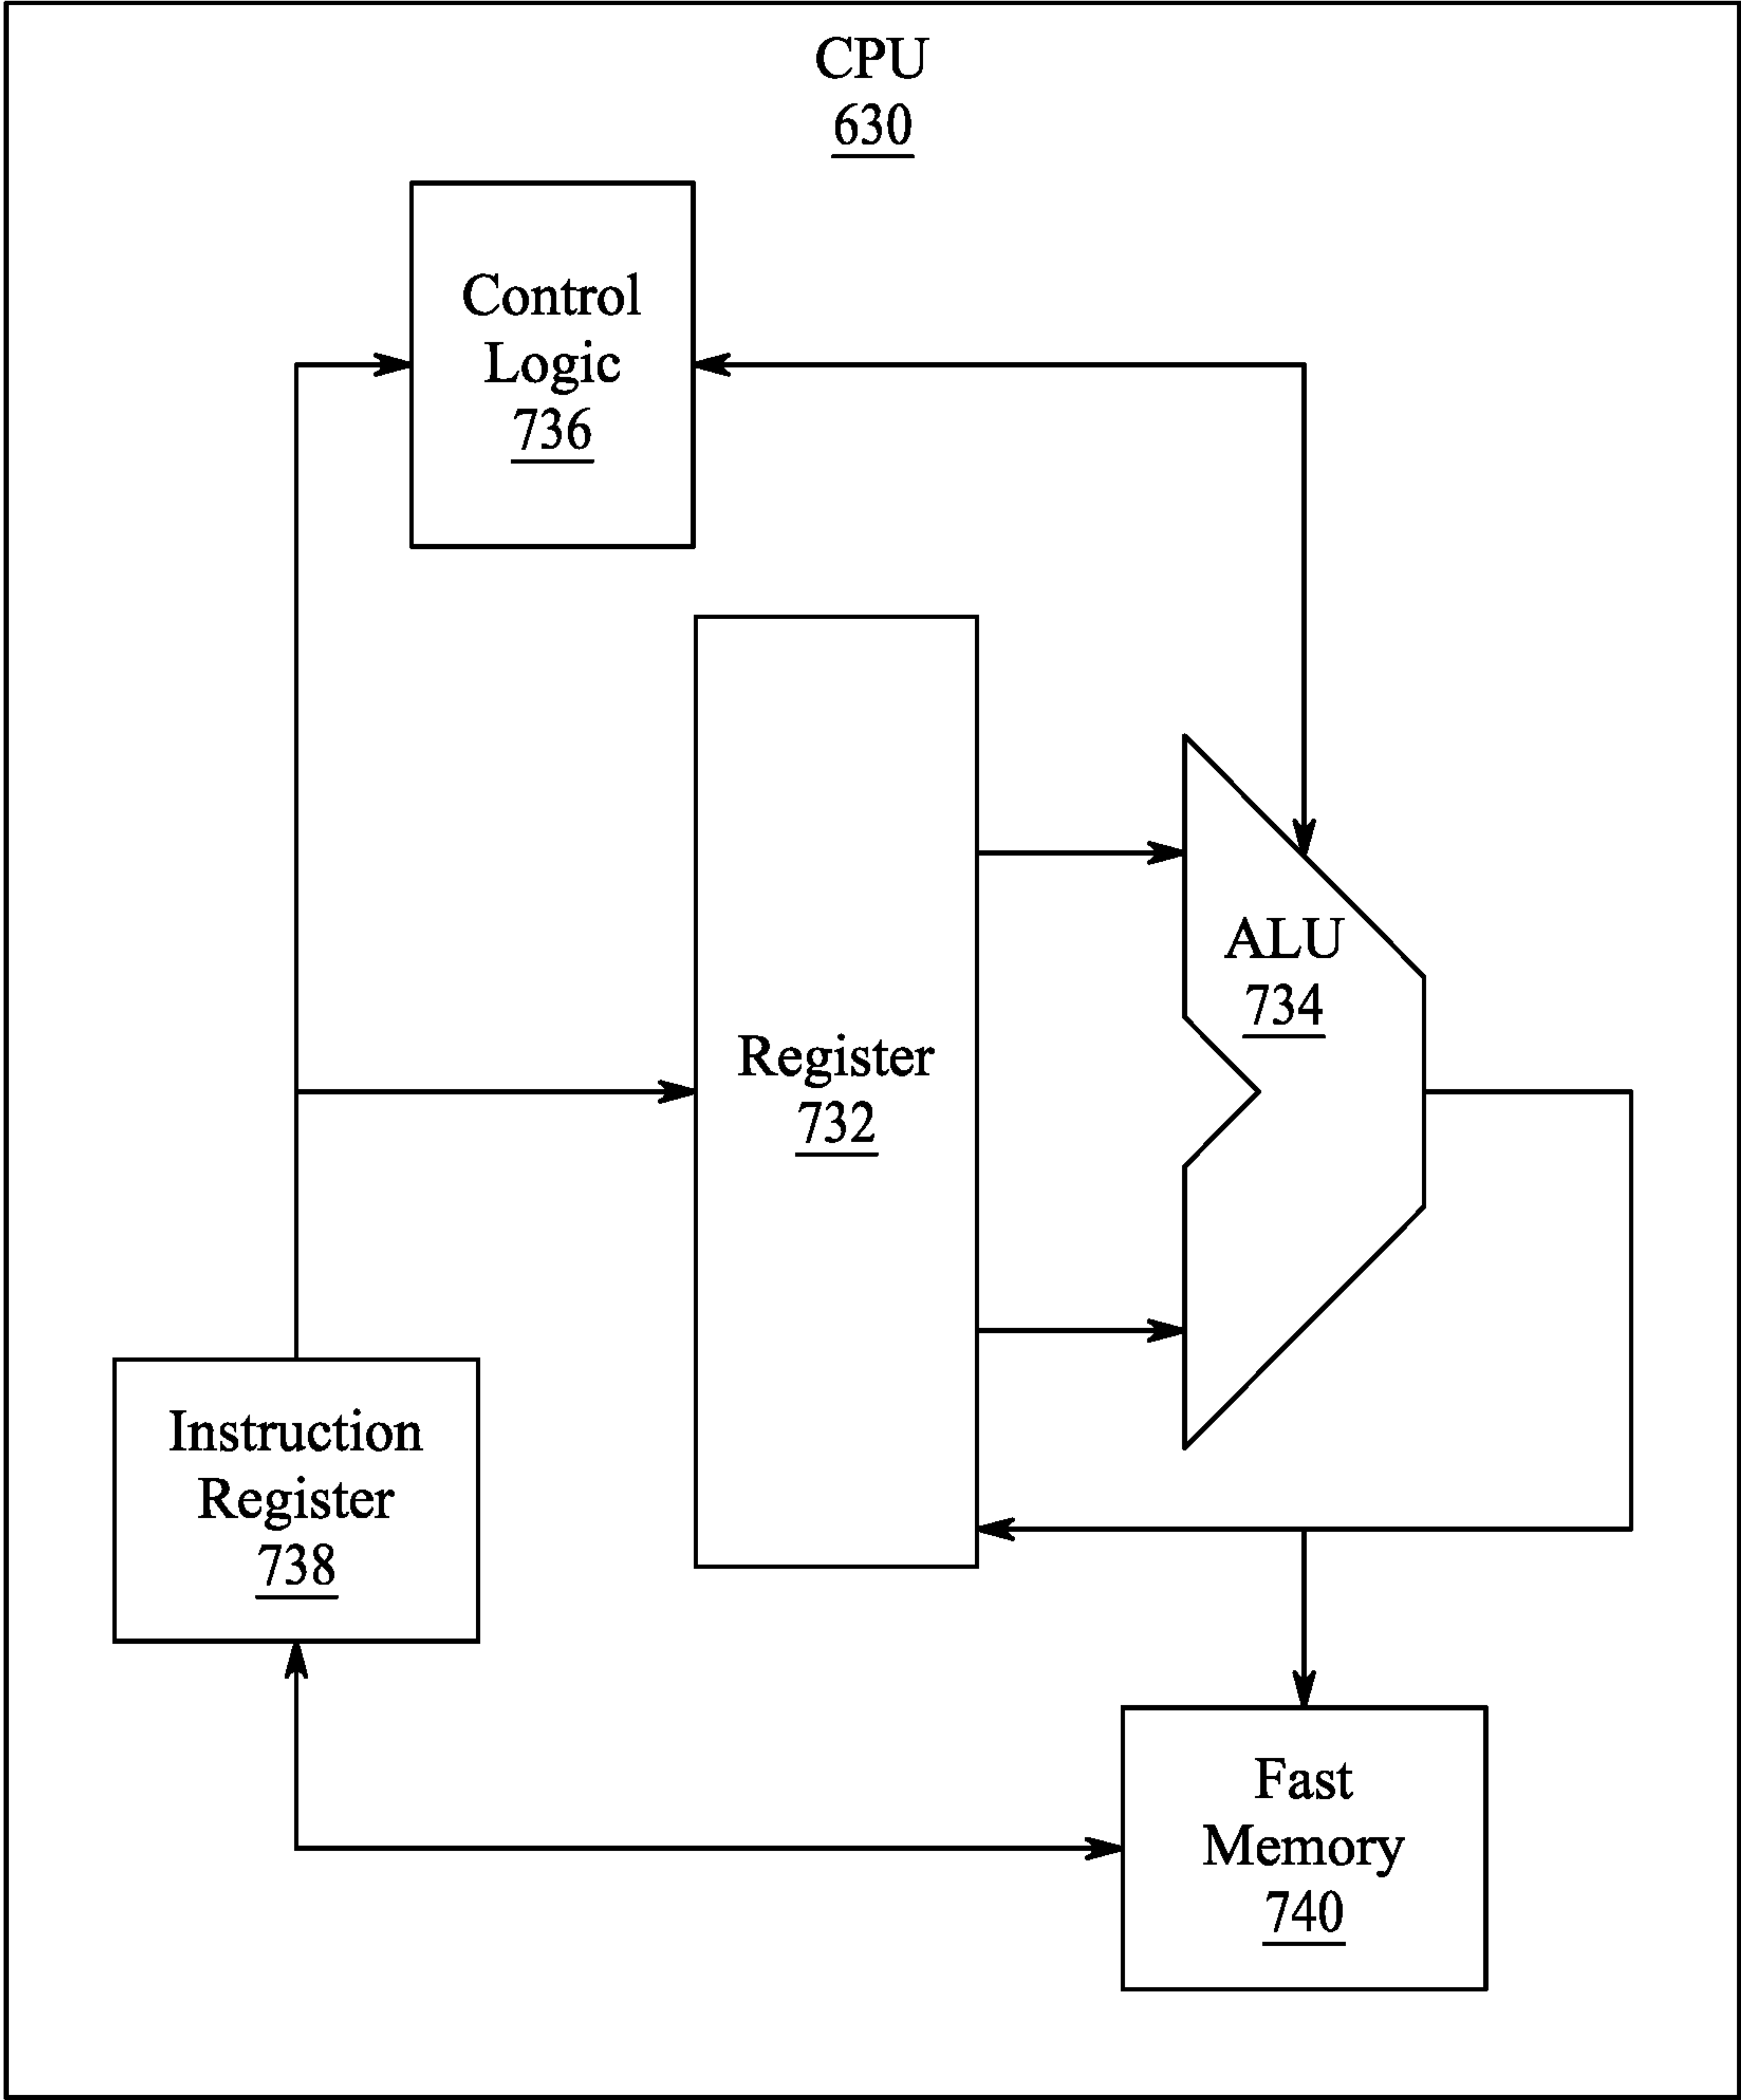 CPU
630
Control
Logic
736
ALU
734
Register
732
Instruction
Register
738
Fast
Memory
740